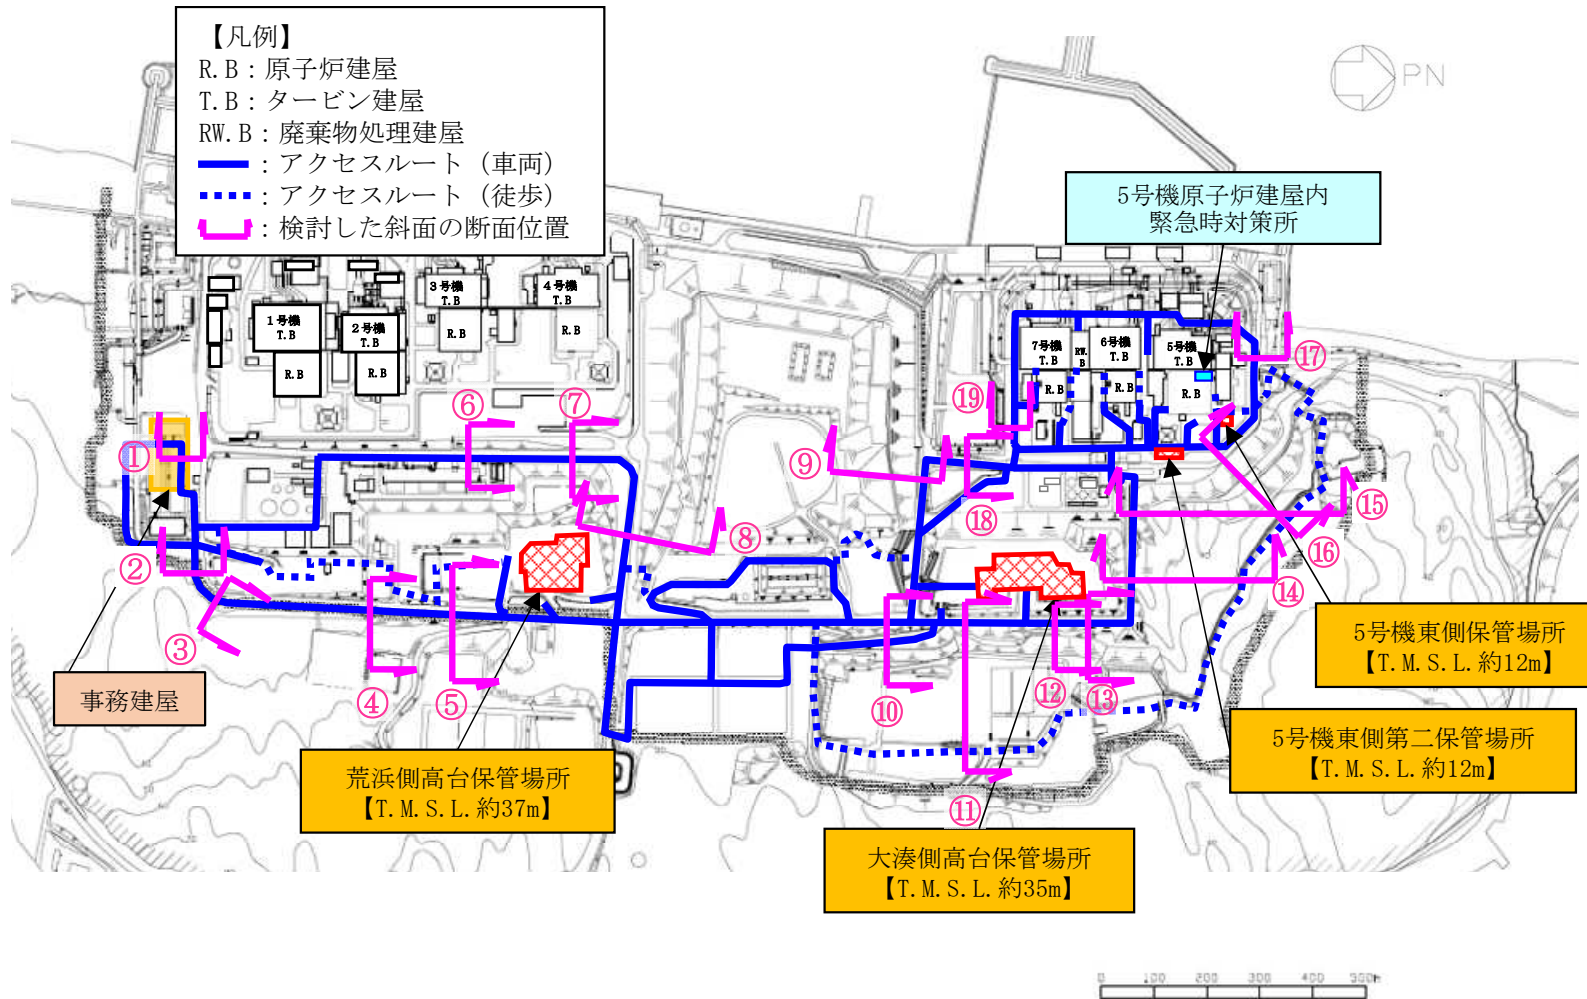 【凡例】
R.B：原子炉建屋
T.B：タービン建屋
RW.B：廃棄物処理建屋
：アクセスルート（車両）
：アクセスルート（徒歩）
：検討した斜面の断面位置
PN
5号機原子炉建屋内
緊急時対策所
1号機
T.B
R.B
2号機
T.B
R.B
3号機
T.B
R.B
4号機
T.B
R.B
7号機
T.B
R.B
RW.
B
6号機
T.B
R.B
5号機
T.B
R.B
①
②
③
④
⑤
⑥
⑦
⑧
⑨
⑩
⑪
⑫
⑬
⑭
⑮
⑯
⑰
⑱
⑲
事務建屋
荒浜側高台保管場所
【T.M.S.L.約37m】
大湊側高台保管場所
【T.M.S.L.約35m】
5号機東側保管場所
【T.M.S.L.約12m】
5号機東側第二保管場所
【T.M.S.L.約12m】
0 100 200 300 400 500m